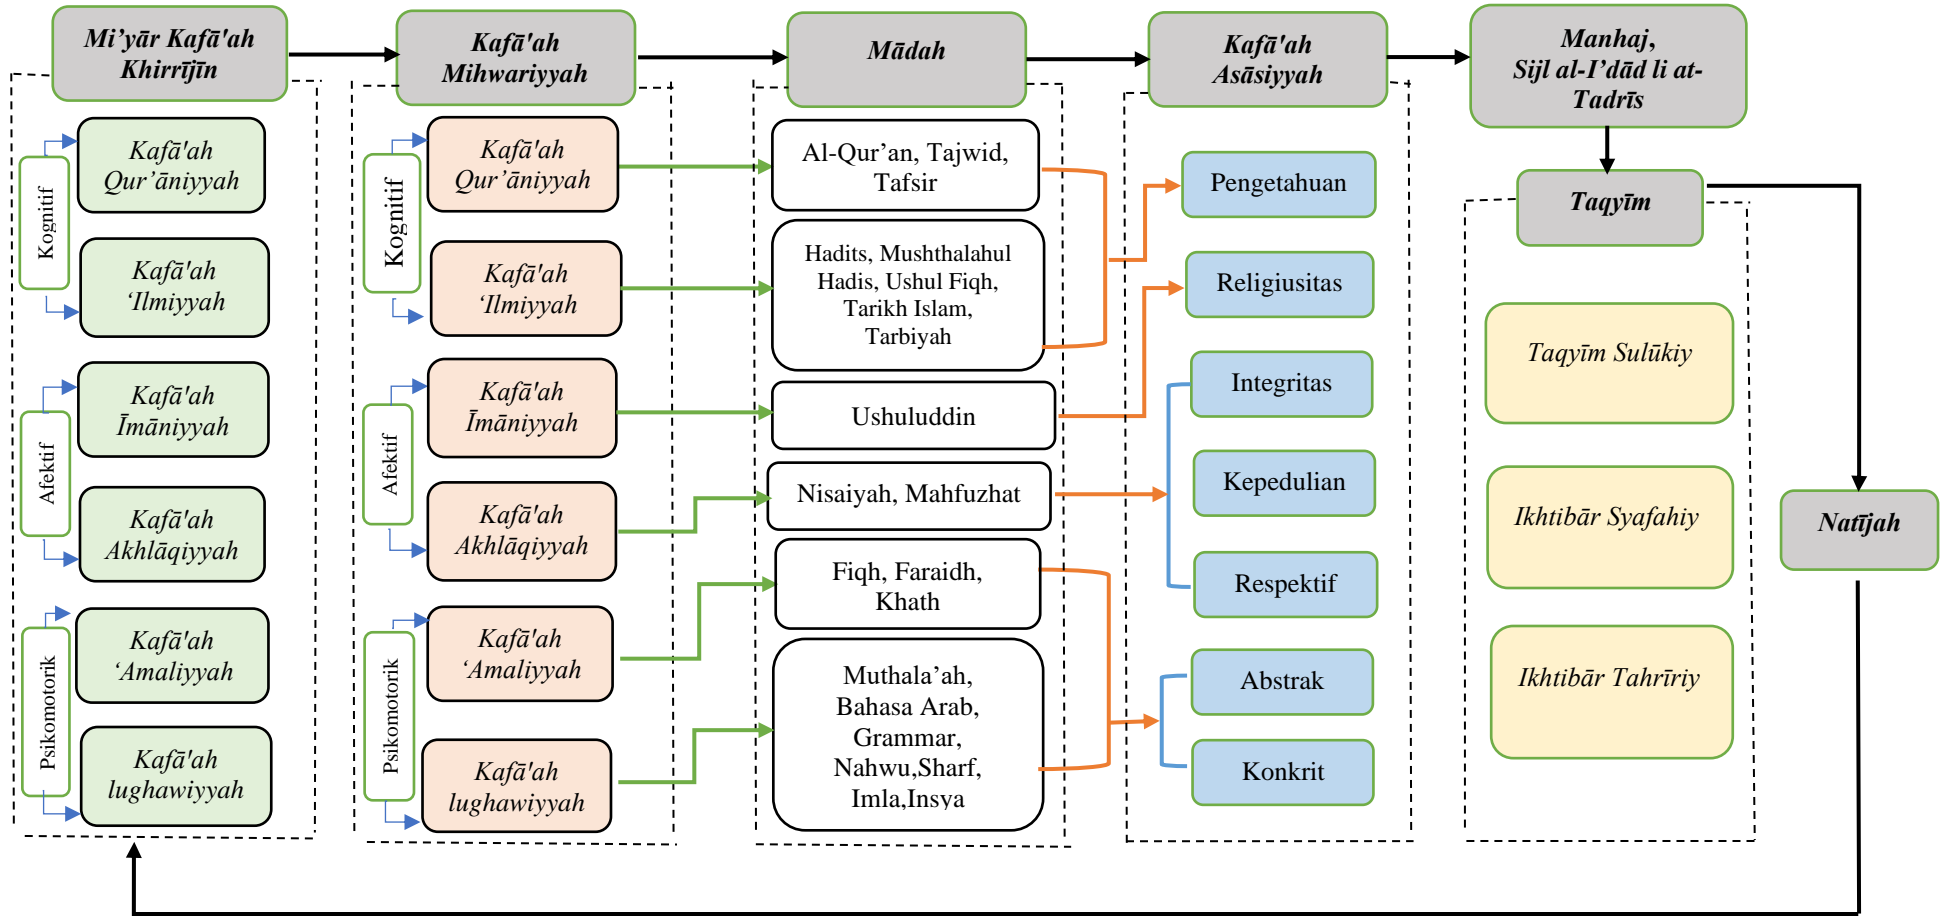 Mi’yār Kafā'ah
Khirrījīn
Kognitif
Kafā'ah
Qur’āniyyah
Kafā'ah
‘Ilmiyyah
Afektif
Kafā'ah
Īmāniyyah
Kafā'ah
Akhlāqiyyah
Psikomotorik
Kafā'ah
‘Amaliyyah
Kafā'ah
lughawiyyah
Kafā'ah
Mihwariyyah
Kognitif
Kafā'ah
Qur’āniyyah
Kafā'ah
‘Ilmiyyah
Afektif
Kafā'ah
Īmāniyyah
Kafā'ah
Akhlāqiyyah
Psikomotorik
Kafā'ah
‘Amaliyyah
Kafā'ah
lughawiyyah
Mādah
Al-Qur’an, Tajwid,
Tafsir
Hadits, Mushthalahul
Hadis, Ushul Fiqh,
Tarikh Islam,
Tarbiyah
Ushuluddin
Nisaiyah, Mahfuzhat
Fiqh, Faraidh,
Khath
Muthala’ah,
Bahasa Arab,
Grammar,
Nahwu,Sharf,
Imla,Insya
Kafā'ah
Asāsiyyah
Pengetahuan
Religiusitas
Integritas
Kepedulian
Respektif
Abstrak
Konkrit
Manhaj,
Sijl al-I’dād li at-
Tadrīs
Taqyīm
Taqyīm Sulūkiy
Ikhtibār Syafahiy
Ikhtibār Tahrīriy
Natījah